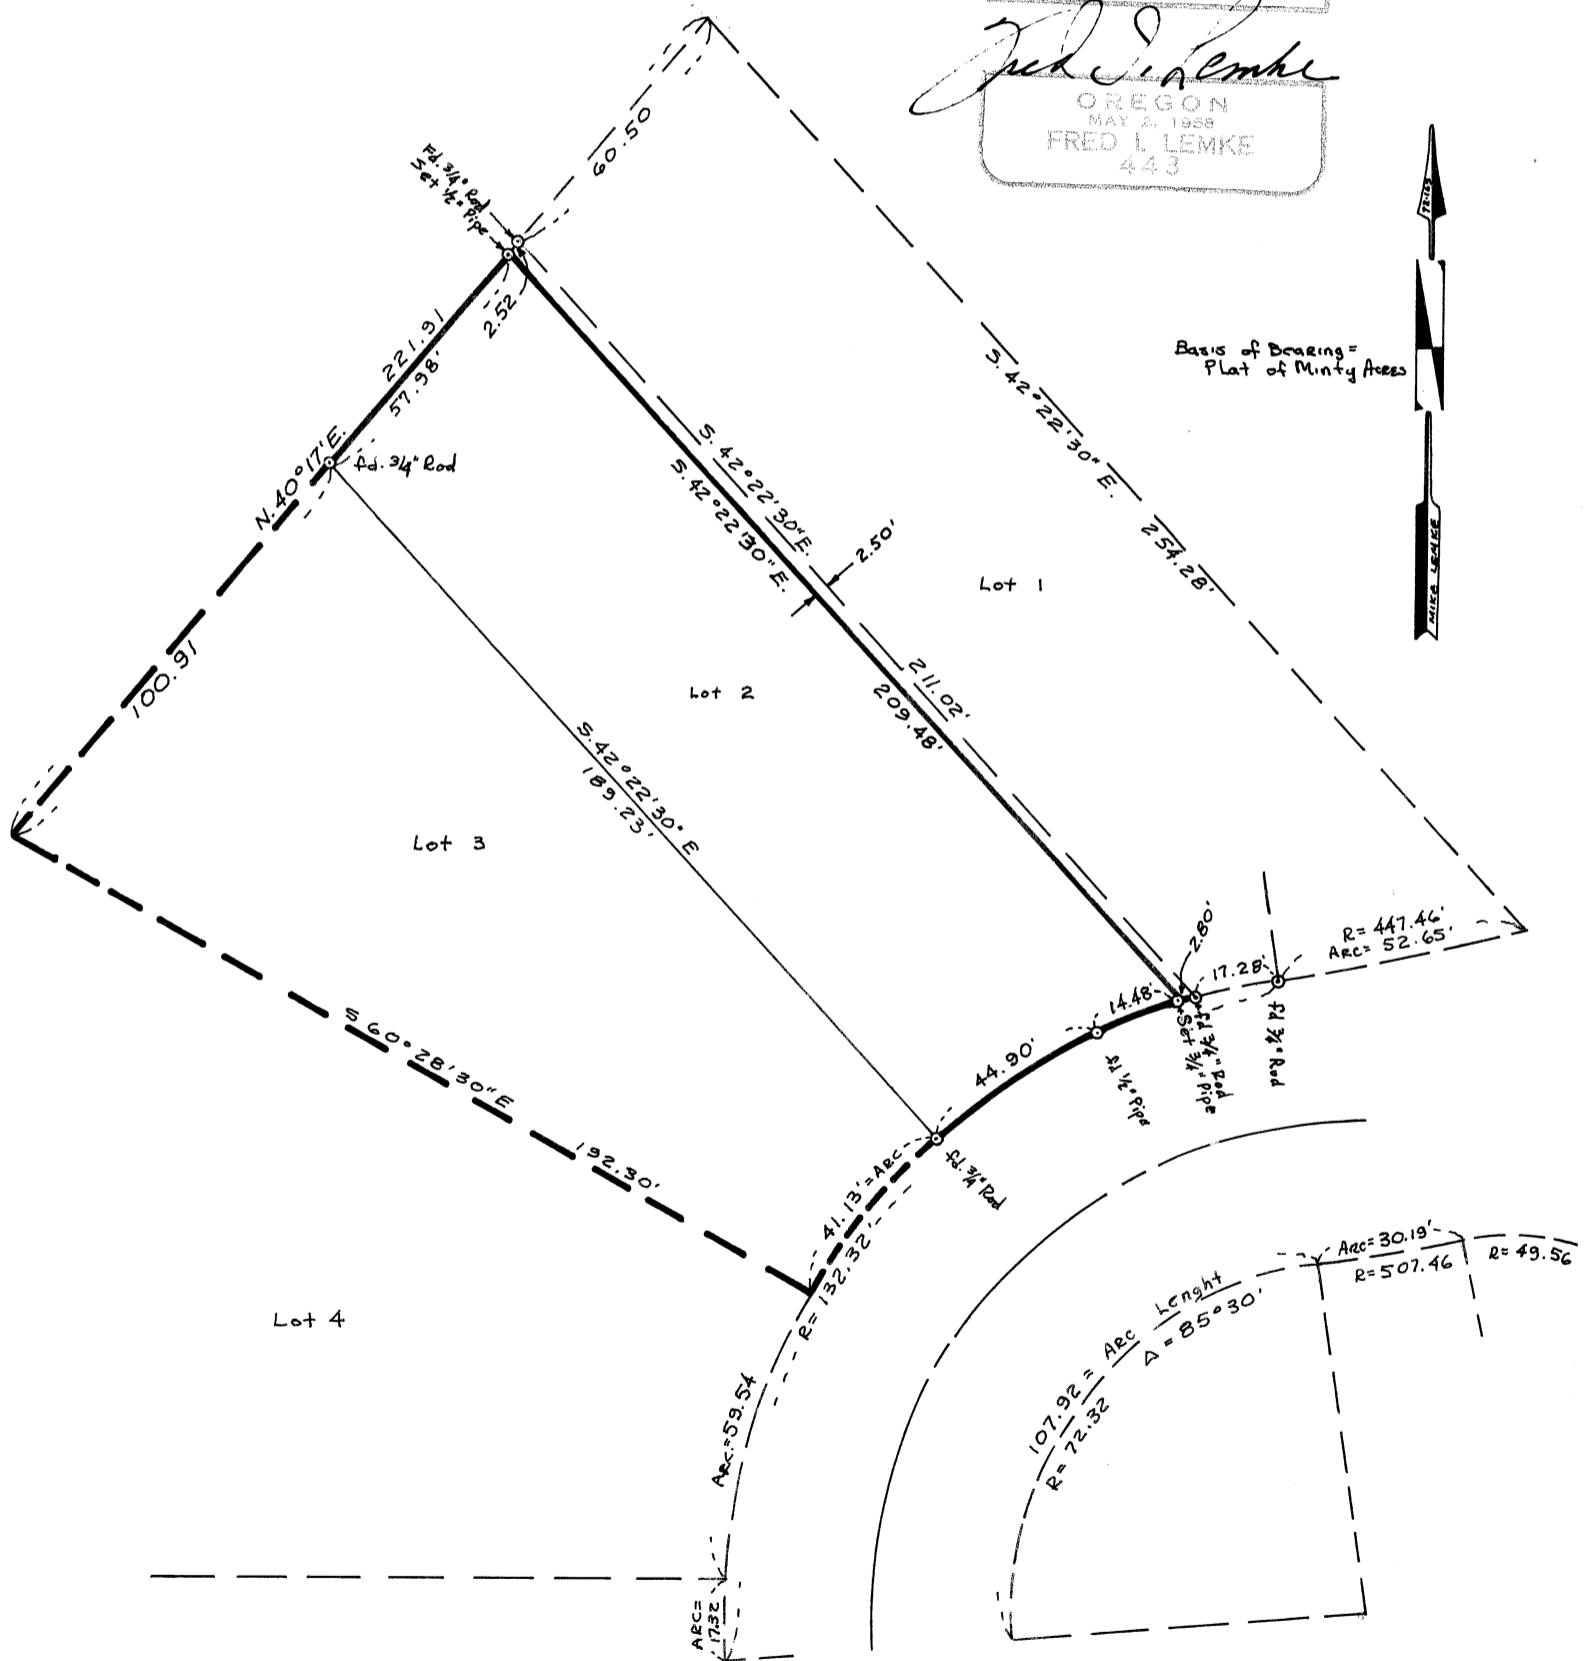 Fred L. Lemke
OREGON
MAY 2, 1958
FRED L. LEMKE
443
60.50
Fd. 3/4" Rod
Set 1/2" Pipe
2.52
221.91
57.98'
N.40°17'E.
fd. 3/4" Rod
100.91
S.42°22'30"E.
254.28'
S.42°22'30"E.
S.42°22'30"E.
2.50'
211.02'
209.48'
Basis of Bearing =
Plat of Minty Acres
MIKE LEMKE
Lot 1
Lot 2
S.42°22'30"E
189.23'
Lot 3
S60°28'30"E
192.30'
Lot 4
R= 447.46'
ARC= 52.65'
2.80'
17.28'
14.48'
44.90'
fd 3/4" Rod
fd 3/4" Rod
Set 3/4" Pipe
fd 1/2" Pipe
fd. 3/4" Rod
41.13'=ARC
R= 132.32'
ARC.=59.54
ARC=
17.32
107.92 = ARC Lenght
Δ = 85°30'
R= 72.32
ARC= 30.19'
R= 507.46
R= 49.56